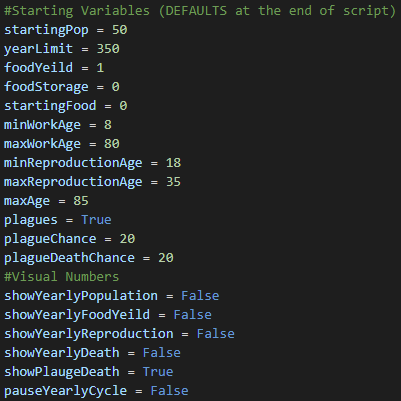 #Starting Variables (DEFAULTS at the end of script)
startingPop = 50
yearLimit = 350
foodYeild = 1
foodStorage = 0
startingFood = 0
minWorkAge = 8
maxWorkAge = 80
minReproductionAge = 18
maxReproductionAge = 35
maxAge = 85
plagues = True
plagueChance = 20
plagueDeathChance = 20
#Visual Numbers
showYearlyPopulation = False
showYearlyFoodYeild = False
showYearlyReproduction = False
showYearlyDeath = False
showPlaugeDeath = True
pauseYearlyCycle = False